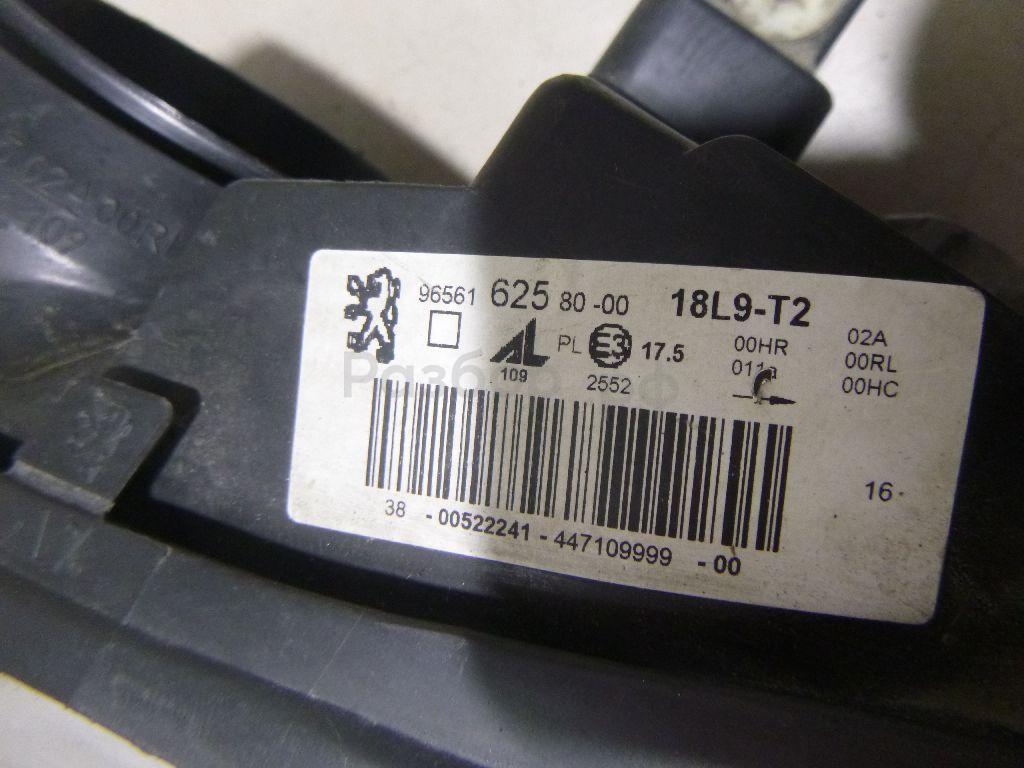 96561 625 80-00 18L9-T2
AL PL E3 17.5 00HR 02A
109 2552 011a 00RL
00HC
16
38 -00522241-447109999 -00